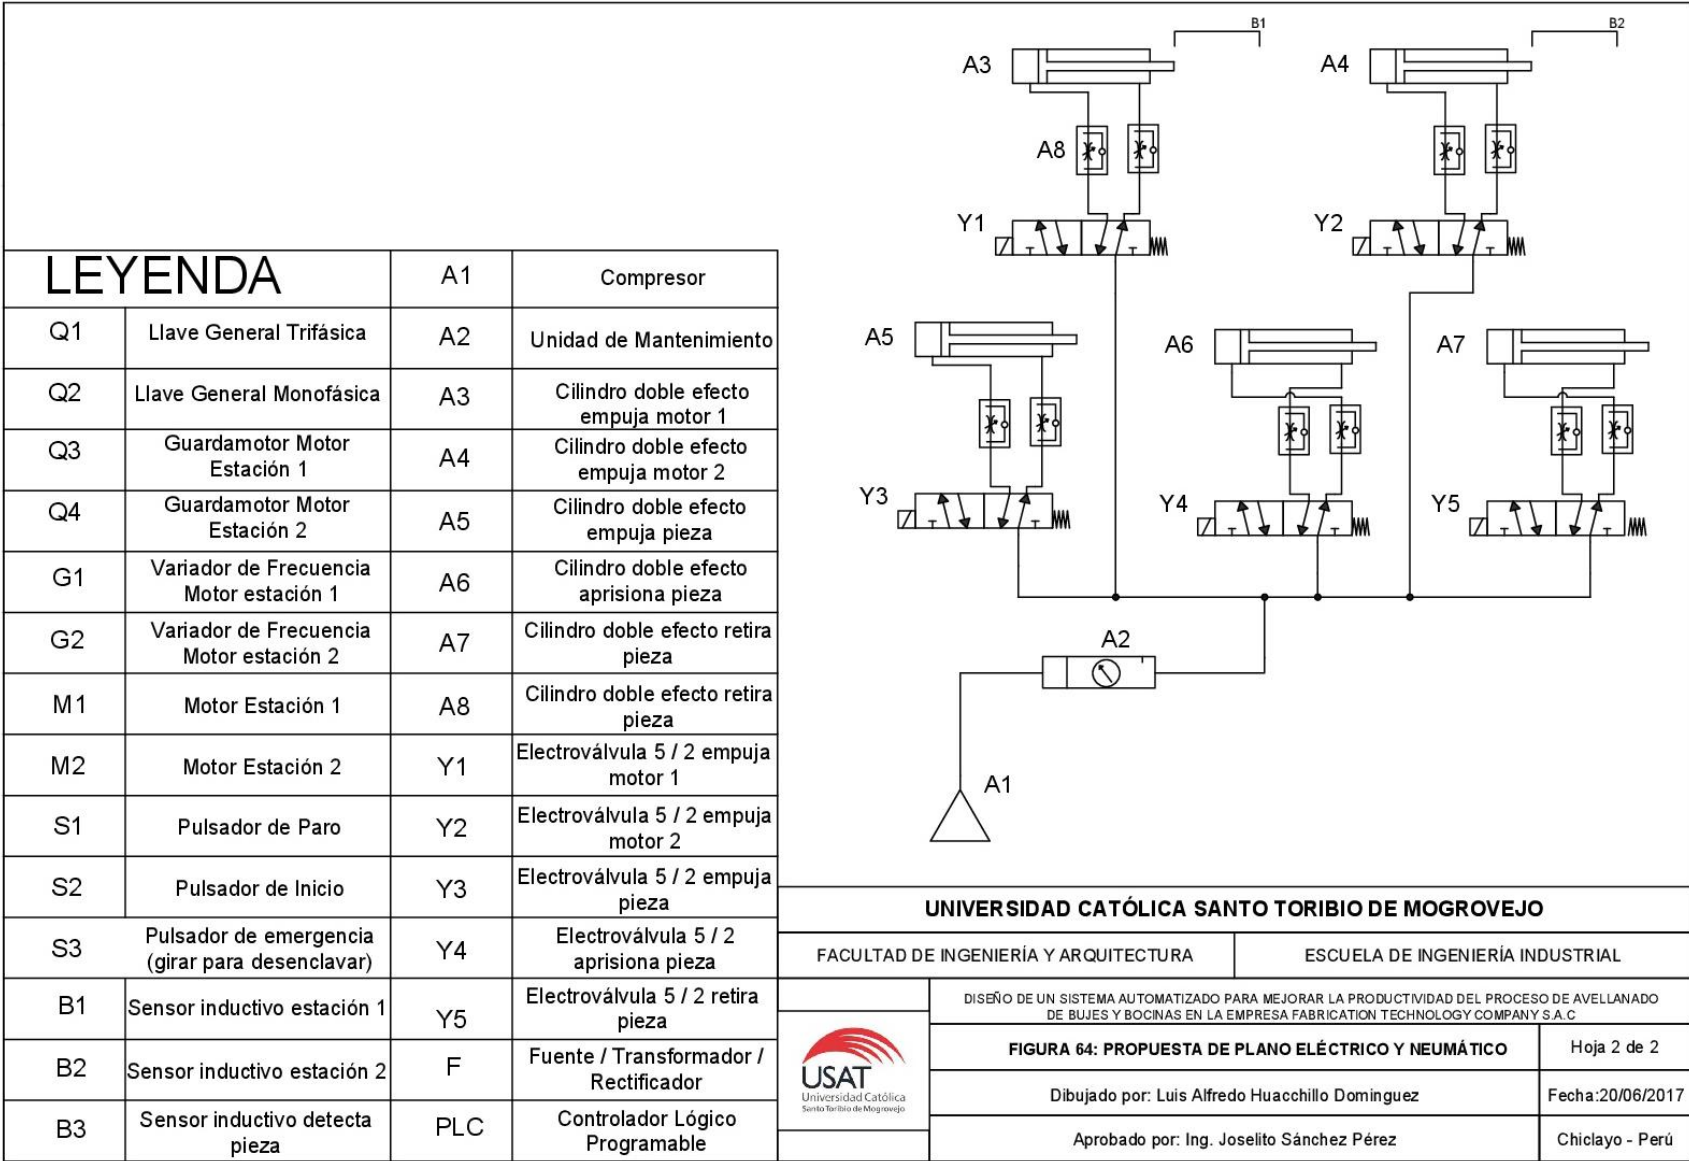 B1
B2
A3
A4
A8
Y1
Y2
A5
A6
A7
Y3
Y4
Y5
A2
A1
LEYENDA
A1
Compresor
Q1
Llave General Trifásica
A2
Unidad de Mantenimiento
Q2
Llave General Monofásica
A3
Cilindro doble efecto
empuja motor 1
Q3
Guardamotor Motor
Estación 1
A4
Cilindro doble efecto
empuja motor 2
Q4
Guardamotor Motor
Estación 2
A5
Cilindro doble efecto
empuja pieza
G1
Variador de Frecuencia
Motor estación 1
A6
Cilindro doble efecto
aprisiona pieza
G2
Variador de Frecuencia
Motor estación 2
A7
Cilindro doble efecto retira
pieza
M1
Motor Estación 1
A8
Cilindro doble efecto retira
pieza
M2
Motor Estación 2
Y1
Electroválvula 5 / 2 empuja
motor 1
S1
Pulsador de Paro
Y2
Electroválvula 5 / 2 empuja
motor 2
S2
Pulsador de Inicio
Y3
Electroválvula 5 / 2 empuja
pieza
S3
Pulsador de emergencia
(girar para desenclavar)
Y4
Electroválvula 5 / 2
aprisiona pieza
B1
Sensor inductivo estación 1
Y5
Electroválvula 5 / 2 retira
pieza
B2
Sensor inductivo estación 2
F
Fuente / Transformador /
Rectificador
B3
Sensor inductivo detecta
pieza
PLC
Controlador Lógico
Programable
UNIVERSIDAD CATÓLICA SANTO TORIBIO DE MOGROVEJO
FACULTAD DE INGENIERÍA Y ARQUITECTURA
ESCUELA DE INGENIERÍA INDUSTRIAL
USAT
Universidad Católica
Santo Toribio de Mogrovejo
DISEÑO DE UN SISTEMA AUTOMATIZADO PARA MEJORAR LA PRODUCTIVIDAD DEL PROCESO DE AVELLANADO
DE BUJES Y BOCINAS EN LA EMPRESA FABRICATION TECHNOLOGY COMPANY S.A.C
FIGURA 64: PROPUESTA DE PLANO ELÉCTRICO Y NEUMÁTICO
Hoja 2 de 2
Dibujado por: Luis Alfredo Huacchillo Dominguez
Fecha:20/06/2017
Aprobado por: Ing. Joselito Sánchez Pérez
Chiclayo - Perú